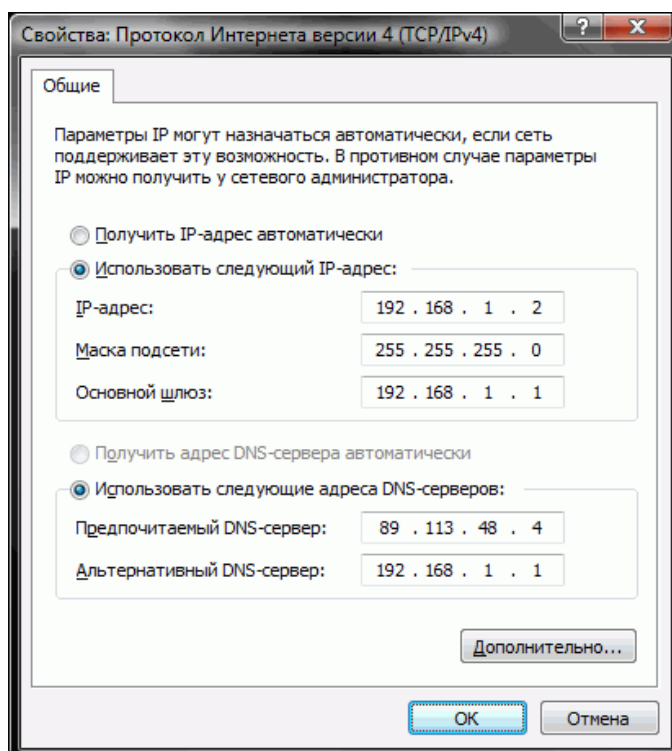 Свойства: Протокол Интернета версии 4 (TCP/IPv4)
? X
Общие
Параметры IP могут назначаться автоматически, если сеть
поддерживает эту возможность. В противном случае параметры
IP можно получить у сетевого администратора.
Получить IP-адрес автоматически
Использовать следующий IP-адрес:
IP-адрес: 192 . 168 . 1 . 2
Маска подсети: 255 . 255 . 255 . 0
Основной шлюз: 192 . 168 . 1 . 1
Получить адрес DNS-сервера автоматически
Использовать следующие адреса DNS-серверов:
Предпочитаемый DNS-сервер: 89 . 113 . 48 . 4
Альтернативный DNS-сервер: 192 . 168 . 1 . 1
Дополнительно...
OK Отмена